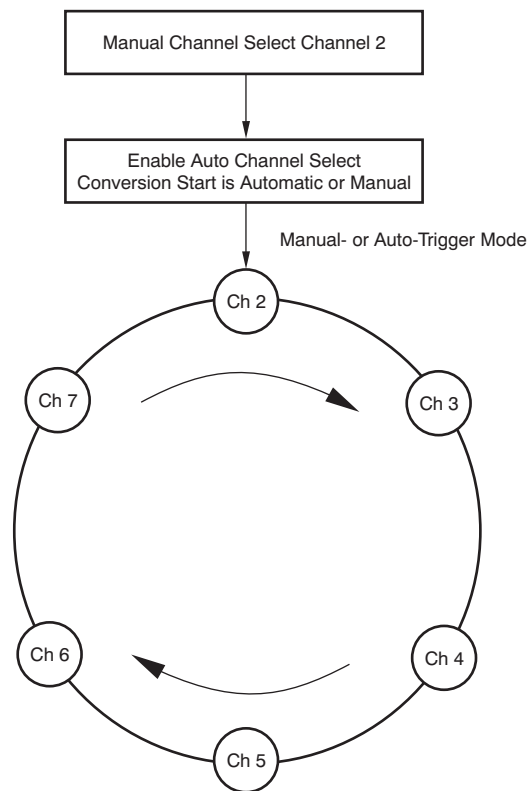 Manual Channel Select Channel 2
Enable Auto Channel Select
Conversion Start is Automatic or Manual
Manual- or Auto-Trigger Mode
Ch 2
Ch 7
Ch 3
Ch 6
Ch 4
Ch 5